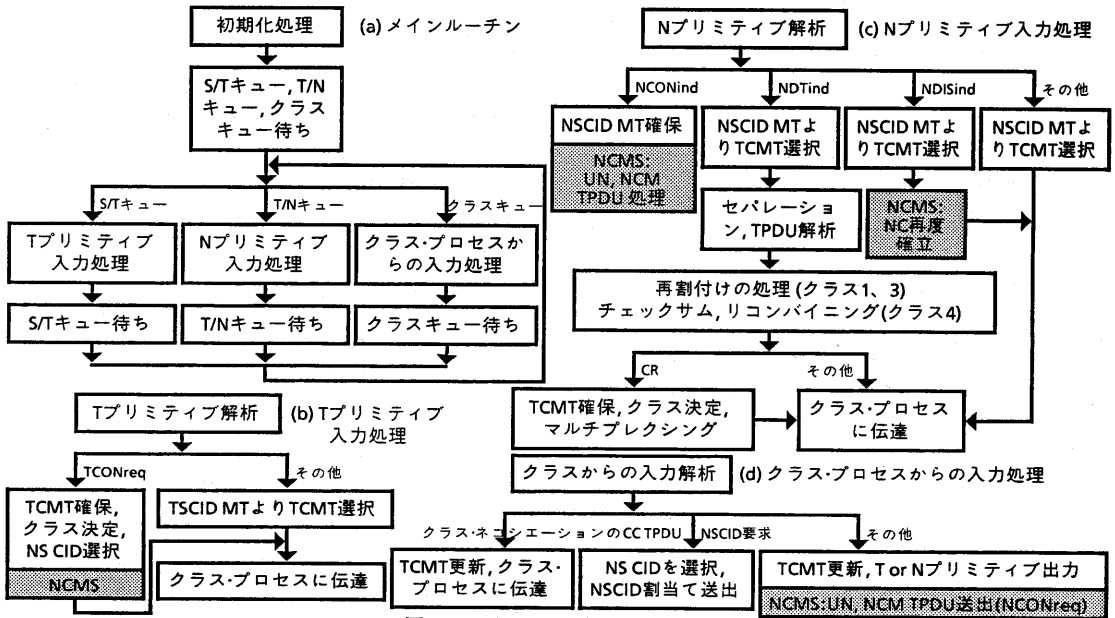 初期化処理
(a) メインルーチン
S/Tキュー, T/N
キュー, クラス
キュー待ち
S/Tキュー
T/Nキュー
クラスキュー
Tプリミティブ
入力処理
Nプリミティブ
入力処理
クラス・プロセスか
らの入力処理
S/Tキュー待ち
T/Nキュー待ち
クラスキュー待ち
Tプリミティブ解析
(b) Tプリミティブ
入力処理
TCONreq
その他
TCMT確保,
クラス決定,
NS CID選択
NCMS
TSCID MTよりTCMT選択
クラス・プロセスに伝達
Nプリミティブ解析
(c) Nプリミティブ入力処理
NCONind
NDTind
NDISind
その他
NSCID MT確保
NCMS:
UN, NCM
TPDU 処理
NSCID MTよ
りTCMT選択
NSCID MTよ
りTCMT選択
NSCID MTよ
りTCMT選択
セパレーショ
ン, TPDU解析
NCMS:
NC再度
確立
再割付けの処理 (クラス1、3)
チェックサム, リコンバイニング(クラス4)
CR
その他
TCMT確保, クラス決定,
マルチプレクシング
クラス・プロセス
に伝達
クラスからの入力解析
(d) クラス・プロセスからの入力処理
クラス・ネゴシエーションのCC TPDU
NSCID要求
その他
TCMT更新, クラス・
プロセスに伝達
NS CIDを選択,
NSCID割当て送出
TCMT更新, T or Nプリミティブ出力
NCMS:UN, NCM TPDU送出(NCONreq)